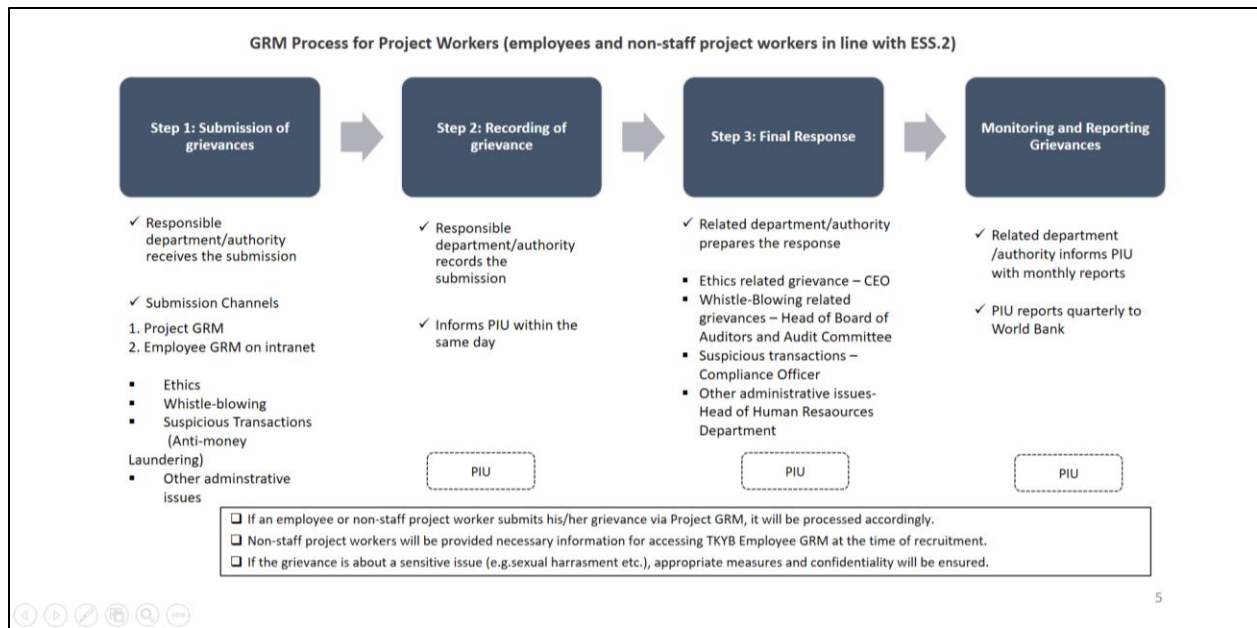 GRM Process for Project Workers (employees and non-staff project workers in line with ESS.2)
Step 1: Submission of
grievances
Step 2: Recording of
grievance
Step 3: Final Response
Monitoring and Reporting
Grievances
✓ Responsible
department/authority
receives the submission
✓ Submission Channels
1. Project GRM
2. Employee GRM on intranet
▪ Ethics
▪ Whistle-blowing
▪ Suspicious Transactions
(Anti-money
Laundering)
▪ Other adminstrative
issues
✓ Responsible
department/authority
records the
submission
✓ Informs PIU within the
same day
PIU
✓ Related department/authority
prepares the response
▪ Ethics related grievance – CEO
▪ Whistle-Blowing related
grievances – Head of Board of
Auditors and Audit Committee
▪ Suspicious transactions –
Compliance Officer
▪ Other administrative issues-
Head of Human Resaources
Department
PIU
✓ Related department
/authority informs PIU
with monthly reports
✓ PIU reports quarterly to
World Bank
PIU
❑ If an employee or non-staff project worker submits his/her grievance via Project GRM, it will be processed accordingly.
❑ Non-staff project workers will be provided necessary information for accessing TKYB Employee GRM at the time of recruitment.
❑ If the grievance is about a sensitive issue (e.g.sexual harrasment etc.), appropriate measures and confidentiality will be ensured.
5